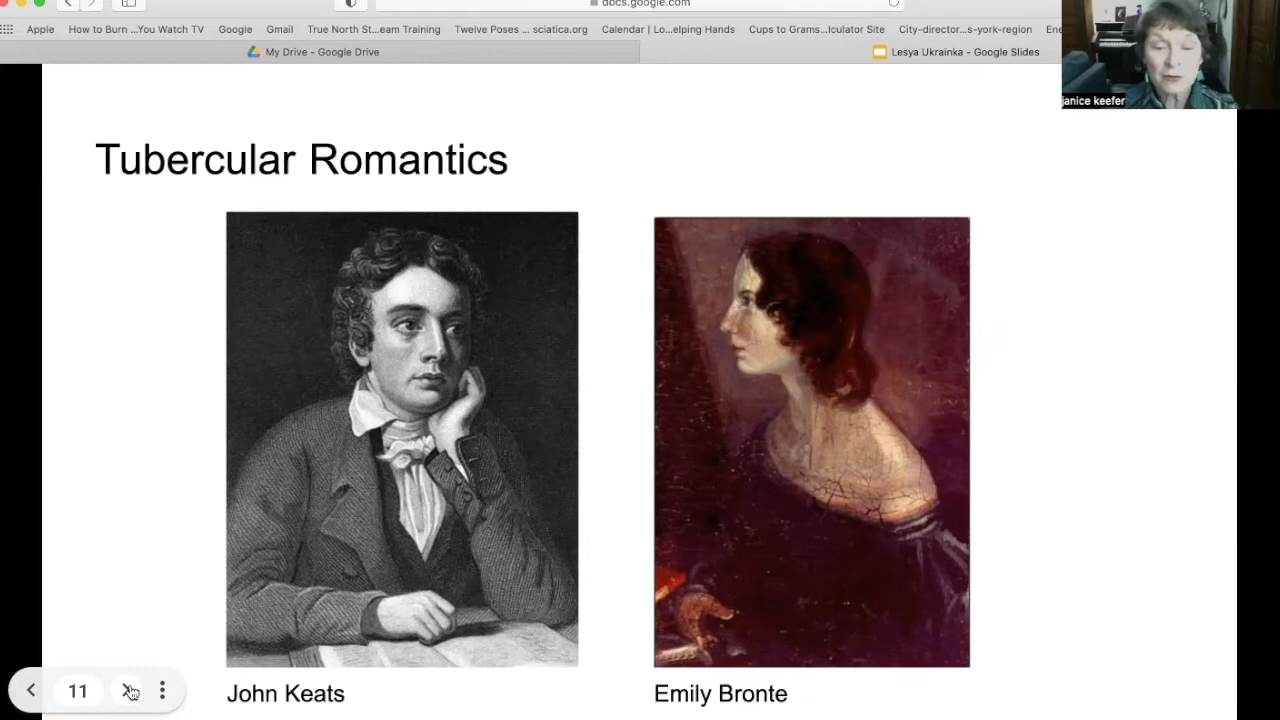 docs.google.com
Apple How to Burn ...You Watch TV Google Gmail True North St...eam Training Twelve Poses ... sciatica.org Calendar | Lo...elping Hands Cups to Grams...lculator Site City-director...s-york-region Ene
My Drive - Google Drive Lesya Ukrainka - Google Slides
janice keefer
Tubercular Romantics
John Keats Emily Bronte
11